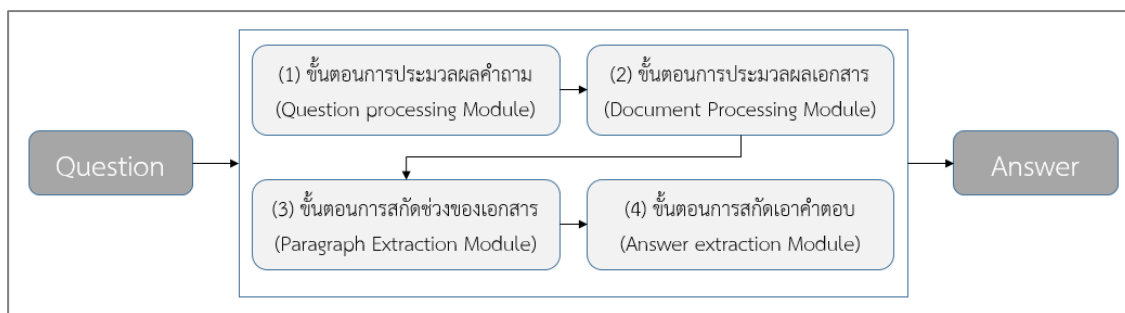 Question
(1) ขั้นตอนการประมวลผลคำถาม
(Question processing Module)
(2) ขั้นตอนการประมวลผลเอกสาร
(Document Processing Module)
(3) ขั้นตอนการสกัดช่วงของเอกสาร
(Paragraph Extraction Module)
(4) ขั้นตอนการสกัดเอาคำตอบ
(Answer extraction Module)
Answer